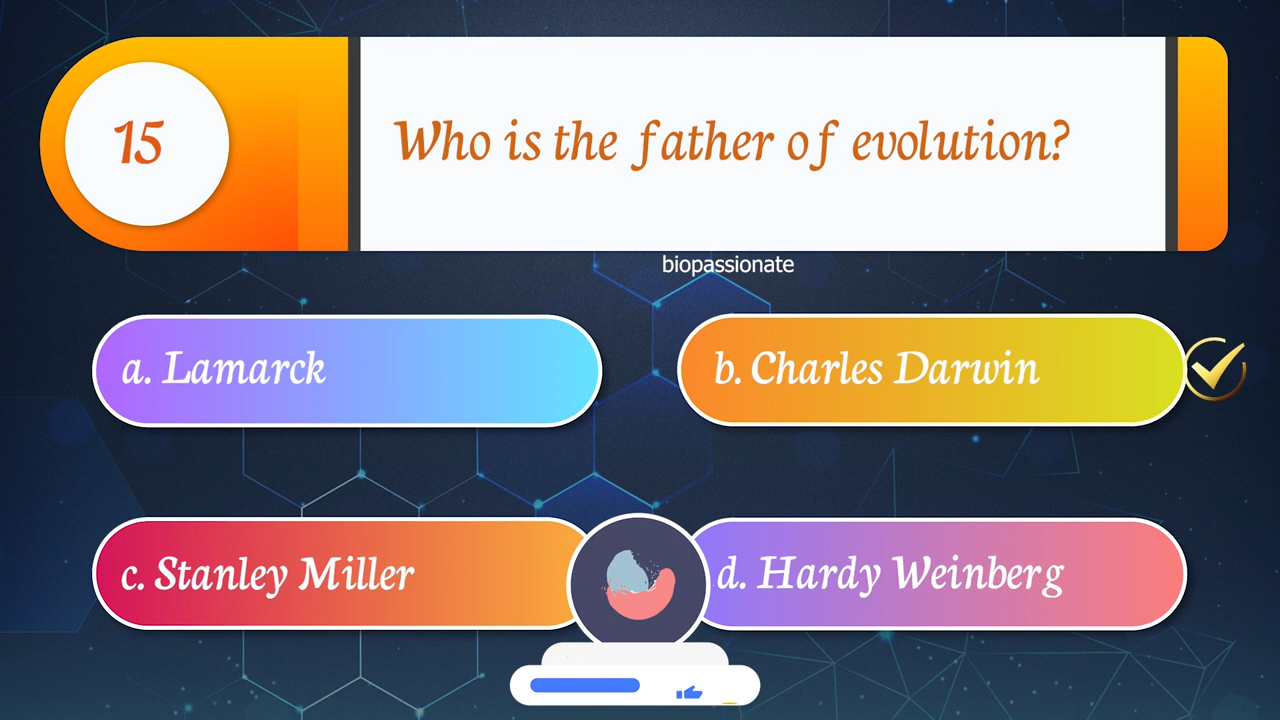 15
Who is the father of evolution?
biopassionate
a. Lamarck
b. Charles Darwin
c. Stanley Miller
d. Hardy Weinberg